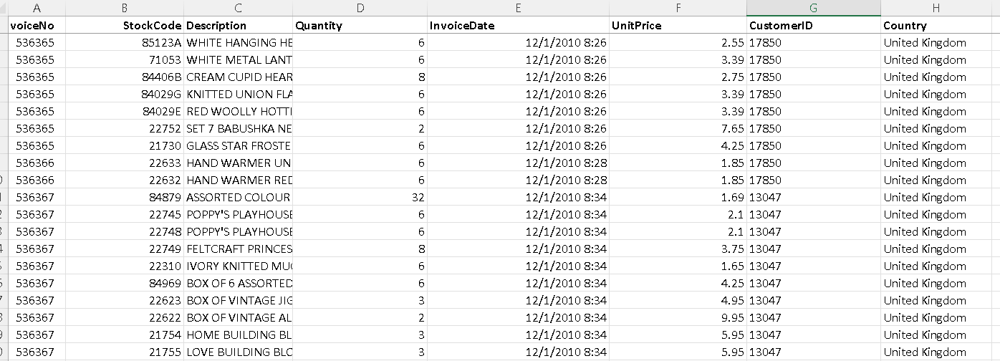 A B C D E F G H
voiceNo StockCode Description Quantity InvoiceDate UnitPrice CustomerID Country
536365 85123A WHITE HANGING HE 6 12/1/2010 8:26 2.55 17850 United Kingdom
536365 71053 WHITE METAL LANT 6 12/1/2010 8:26 3.39 17850 United Kingdom
536365 84406B CREAM CUPID HEAR 8 12/1/2010 8:26 2.75 17850 United Kingdom
536365 84029G KNITTED UNION FLA 6 12/1/2010 8:26 3.39 17850 United Kingdom
536365 84029E RED WOOLLY HOTTI 6 12/1/2010 8:26 3.39 17850 United Kingdom
536365 22752 SET 7 BABUSHKA NE 2 12/1/2010 8:26 7.65 17850 United Kingdom
536365 21730 GLASS STAR FROSTE 6 12/1/2010 8:26 4.25 17850 United Kingdom
536366 22633 HAND WARMER UN 6 12/1/2010 8:28 1.85 17850 United Kingdom
536366 22632 HAND WARMER RED 6 12/1/2010 8:28 1.85 17850 United Kingdom
536367 84879 ASSORTED COLOUR 32 12/1/2010 8:34 1.69 13047 United Kingdom
536367 22745 POPPY'S PLAYHOUSE 6 12/1/2010 8:34 2.1 13047 United Kingdom
536367 22748 POPPY'S PLAYHOUSE 6 12/1/2010 8:34 2.1 13047 United Kingdom
536367 22749 FELTCRAFT PRINCES 8 12/1/2010 8:34 3.75 13047 United Kingdom
536367 22310 IVORY KNITTED MUG 6 12/1/2010 8:34 1.65 13047 United Kingdom
536367 84969 BOX OF 6 ASSORTED 6 12/1/2010 8:34 4.25 13047 United Kingdom
536367 22623 BOX OF VINTAGE JIG 3 12/1/2010 8:34 4.95 13047 United Kingdom
536367 22622 BOX OF VINTAGE AL 2 12/1/2010 8:34 9.95 13047 United Kingdom
536367 21754 HOME BUILDING BL 3 12/1/2010 8:34 5.95 13047 United Kingdom
536367 21755 LOVE BUILDING BLO 3 12/1/2010 8:34 5.95 13047 United Kingdom